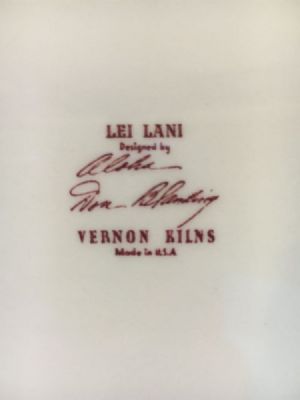 LEI LANI
Designed by
Aloha
Don Blanding
VERNON KILNS
Made in U.S.A.